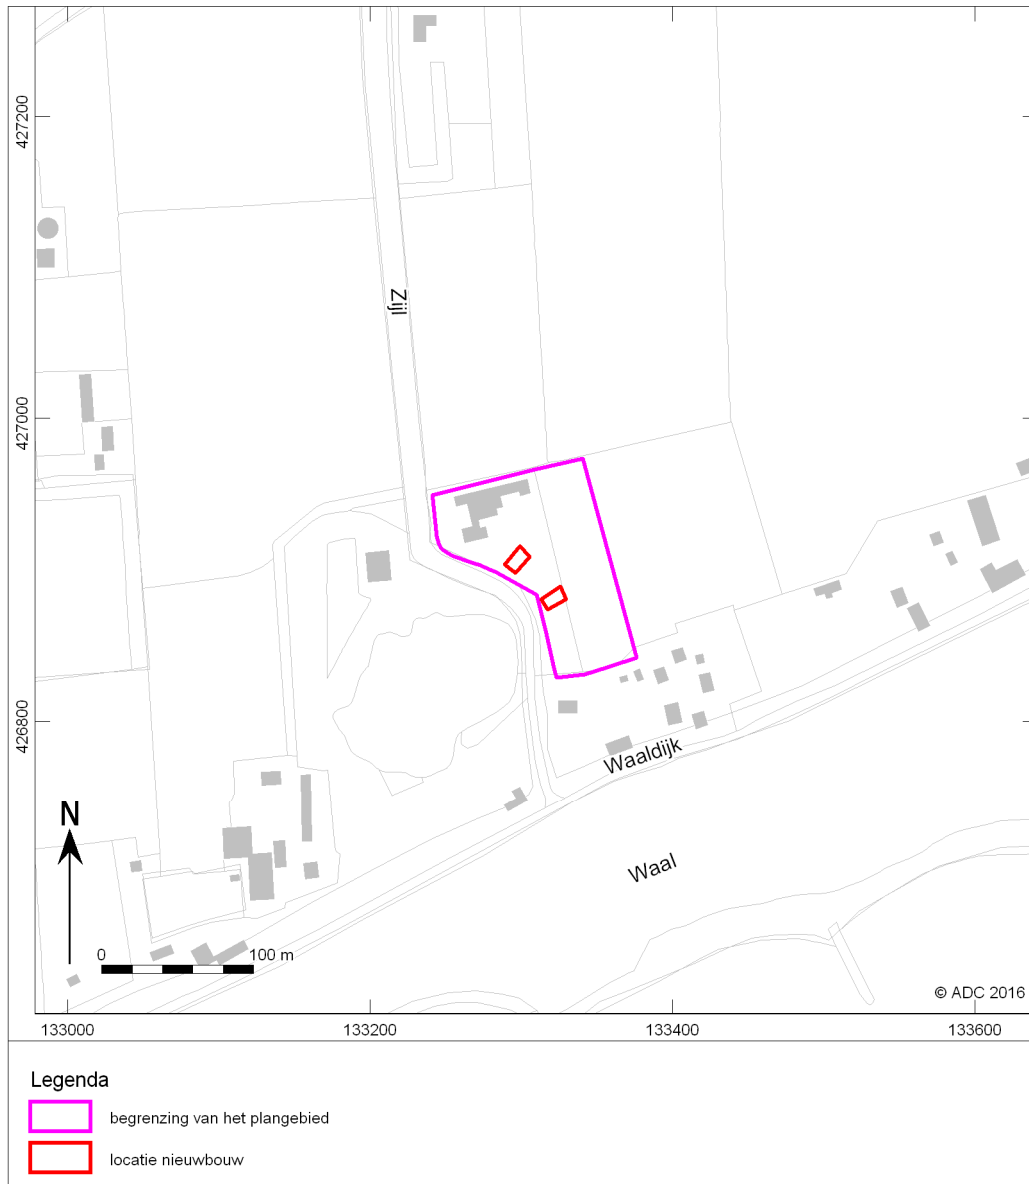 427200
Zijl
427000
426800
Waaldijk
N
Waal
0 100 m
© ADC 2016
133000 133200 133400 133600
Legenda
begrenzing van het plangebied
locatie nieuwbouw